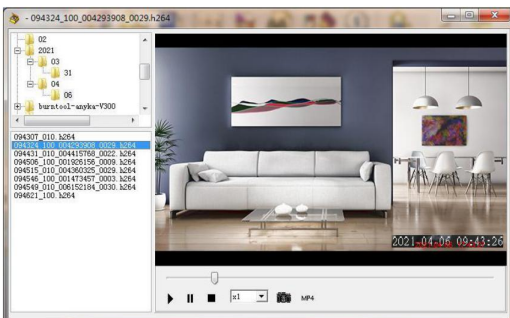 - 094324_100_004293908_0029.h264
02
2021
03
31
04
06
burntool-anyka-V300
094307_010.h264
094324_100_004293908_0029.h264
094431_010_004415768_0022.h264
094506_100_001926156_0009.h264
094515_010_004360325_0029.h264
094546_100_001473457_0003.h264
094549_010_006152184_0030.h264
094621_100.h264
2021-04-06 09:43:26
x1
MP4